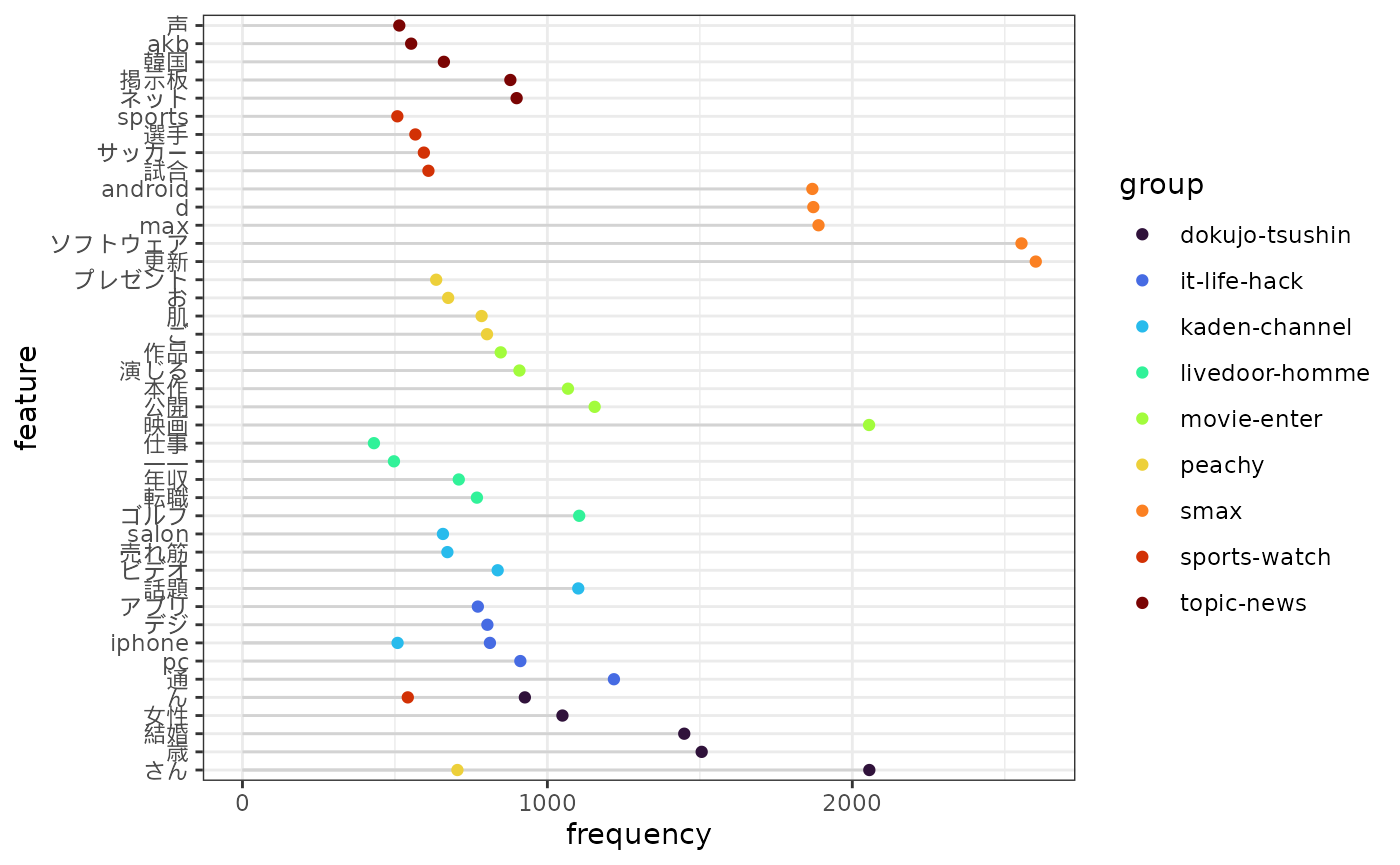 feature
声
akb
韓国
掲示板
ネット
sports
選手
サッカー
試合
android
d
max
ソフトウェア
更新
プレゼント
お
肌
ご
作品
演じる
本作
公開
映画
仕事
――
年収
転職
ゴルフ
salon
売れ筋
ビデオ
話題
アプリ
デジ
iphone
pc
通
ん
女性
結婚
歳
さん
0 1000 2000
frequency
group
dokujo-tsushin
it-life-hack
kaden-channel
livedoor-homme
movie-enter
peachy
smax
sports-watch
topic-news